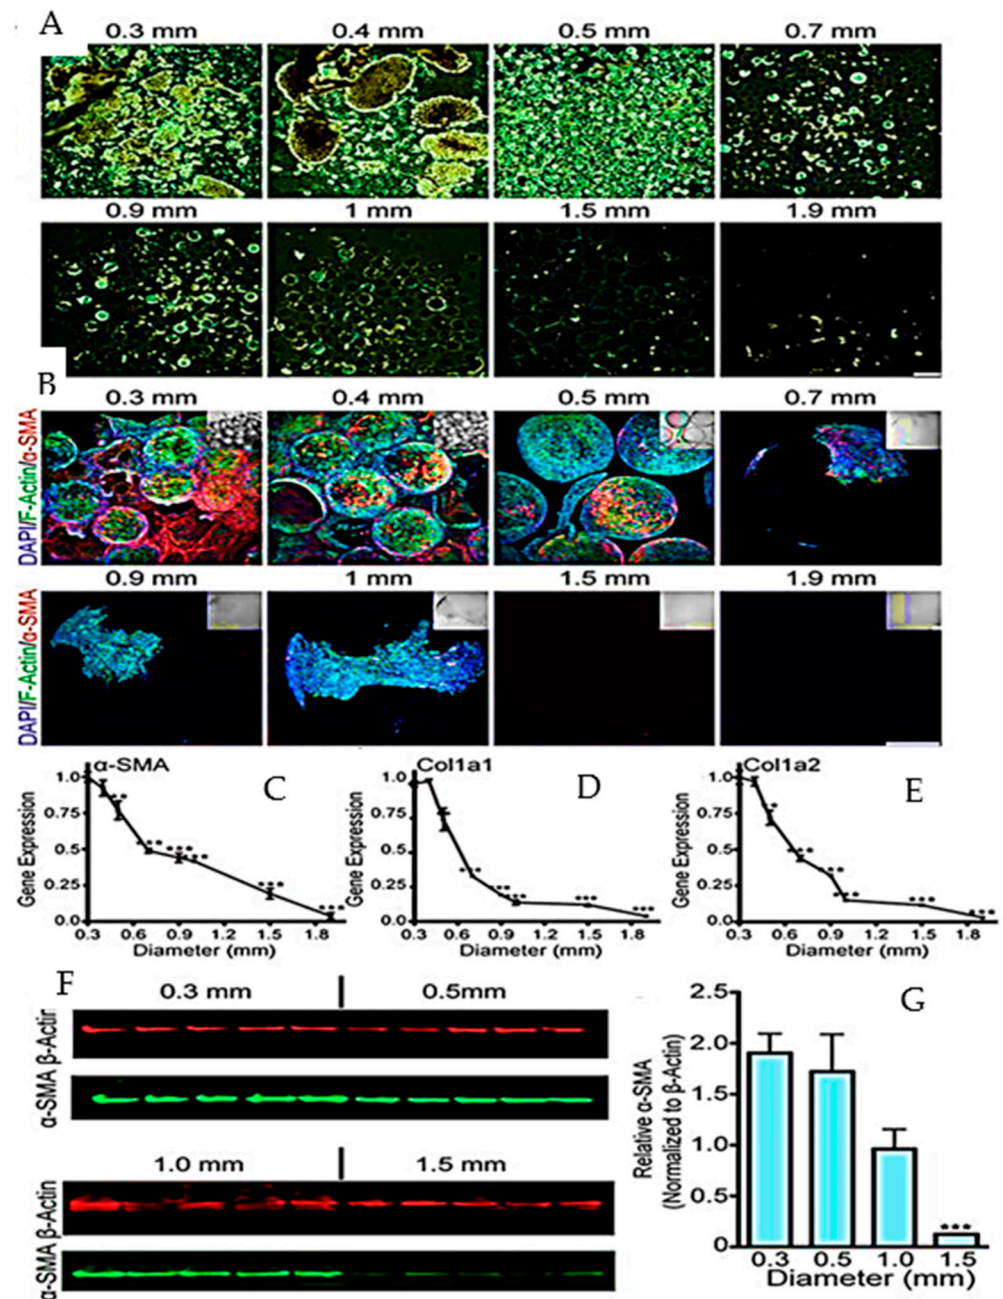 A
0.3 mm 0.4 mm 0.5 mm 0.7 mm
0.9 mm 1 mm 1.5 mm 1.9 mm
B
0.3 mm 0.4 mm 0.5 mm 0.7 mm
DAPI/F-Actin/α-SMA
0.9 mm 1 mm 1.5 mm 1.9 mm
DAPI/F-Actin/α-SMA
α-SMA
C
Gene Expression
1.0
0.75
0.5
0.25
0.0
*** *** *** *** ***
0.3 0.6 0.9 1.2 1.5 1.8
Diameter (mm)
Col1a1
D
Gene Expression
1.0
0.75
0.5
0.25
0.0
*** ** *** *** ***
0.3 0.6 0.9 1.2 1.5 1.8
Diameter (mm)
Col1a2
E
Gene Expression
1.0
0.75
0.5
0.25
0.0
*** *** *** ***
0.3 0.6 0.9 1.2 1.5 1.8
Diameter (mm)
F
0.3 mm | 0.5mm
β-Actir
α-SMA
1.0 mm | 1.5 mm
β-Actin
α-SMA
G
Relative α-SMA
(Normalized to β-Actin)
2.5
2.0
1.5
1.0
0.5
0
***
0.3 0.5 1.0 1.5
Diameter (mm)